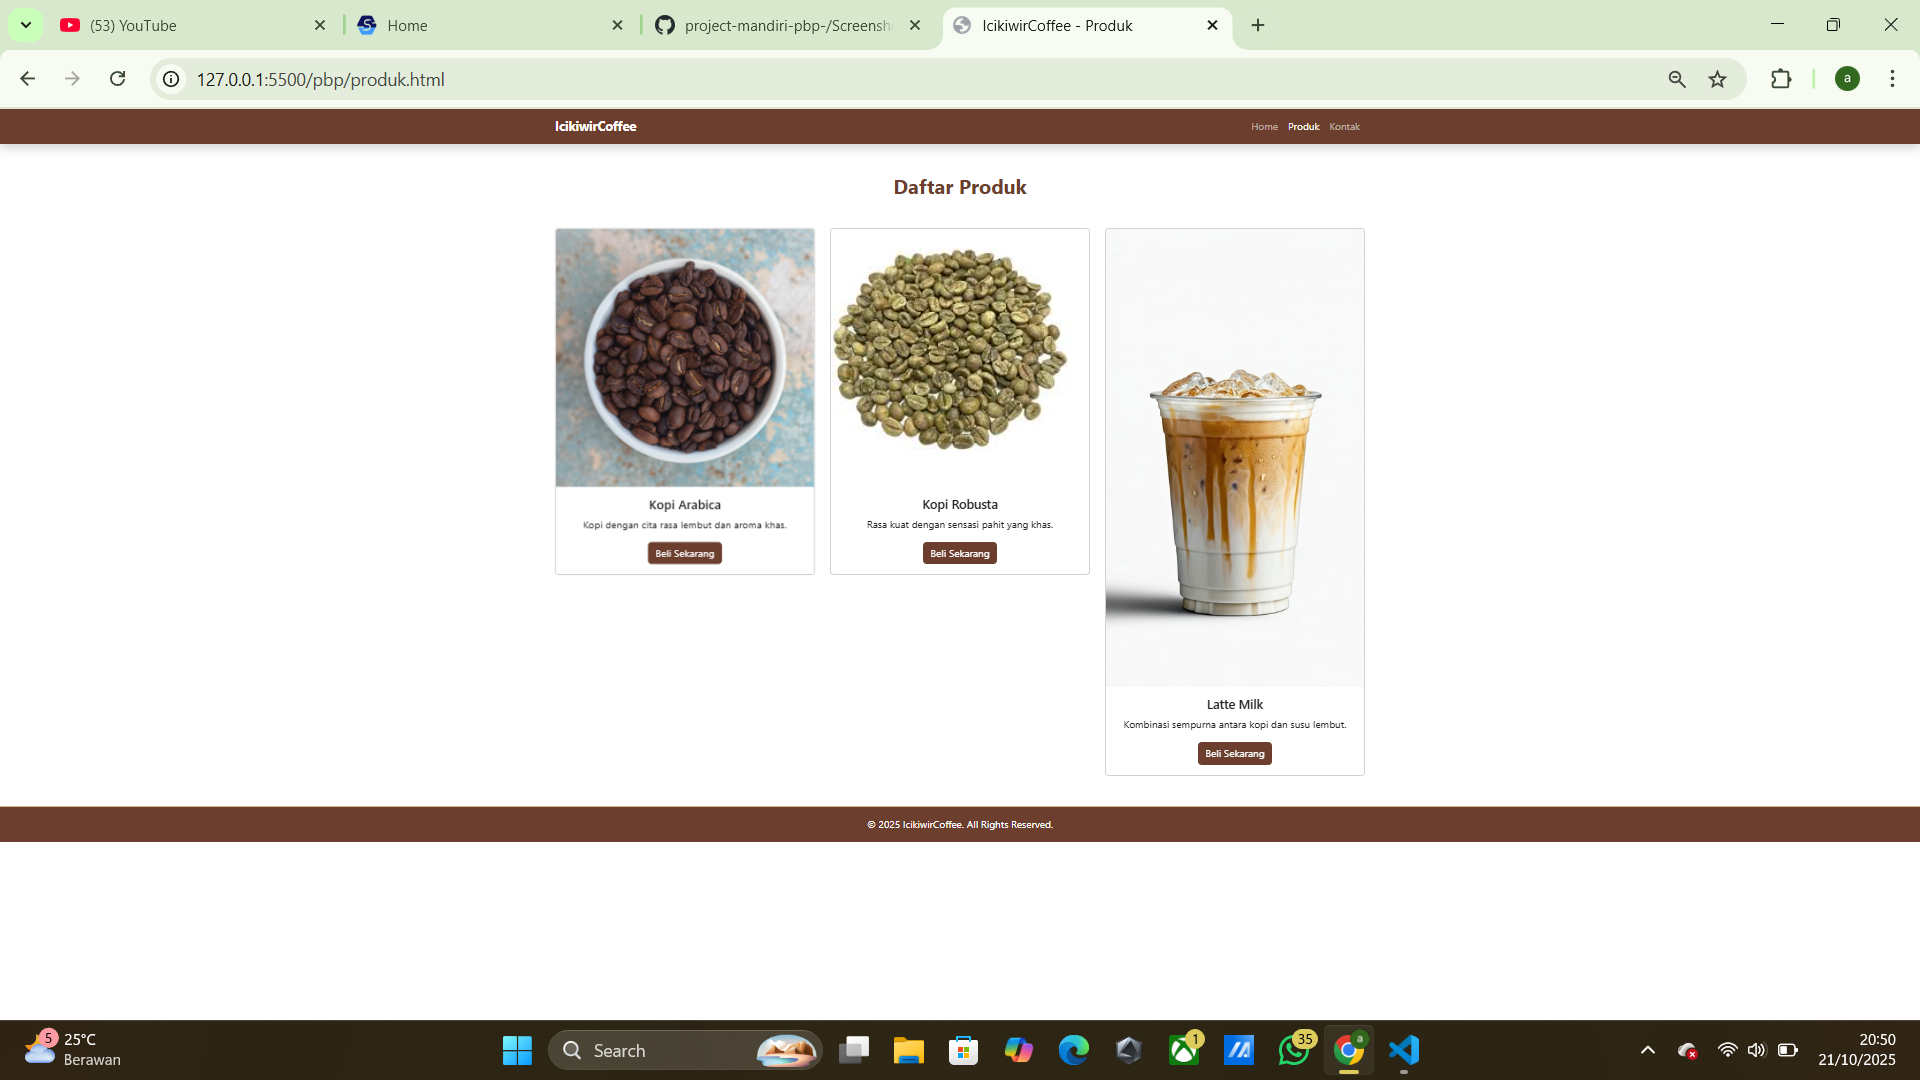 (53) YouTube
Home
project-mandiri-pbp-/Screensh
IcikiwirCoffee - Produk
127.0.0.1:5500/pbp/produk.html
a
IcikiwirCoffee
Home
Produk
Kontak
Daftar Produk
Kopi Arabica
Kopi dengan cita rasa lembut dan aroma khas.
Beli Sekarang
Kopi Robusta
Rasa kuat dengan sensasi pahit yang khas.
Beli Sekarang
Latte Milk
Kombinasi sempurna antara kopi dan susu lembut.
Beli Sekarang
© 2025 IcikiwirCoffee. All Rights Reserved.
5
25°C
Berawan
Search
1
35
a
20:50
21/10/2025